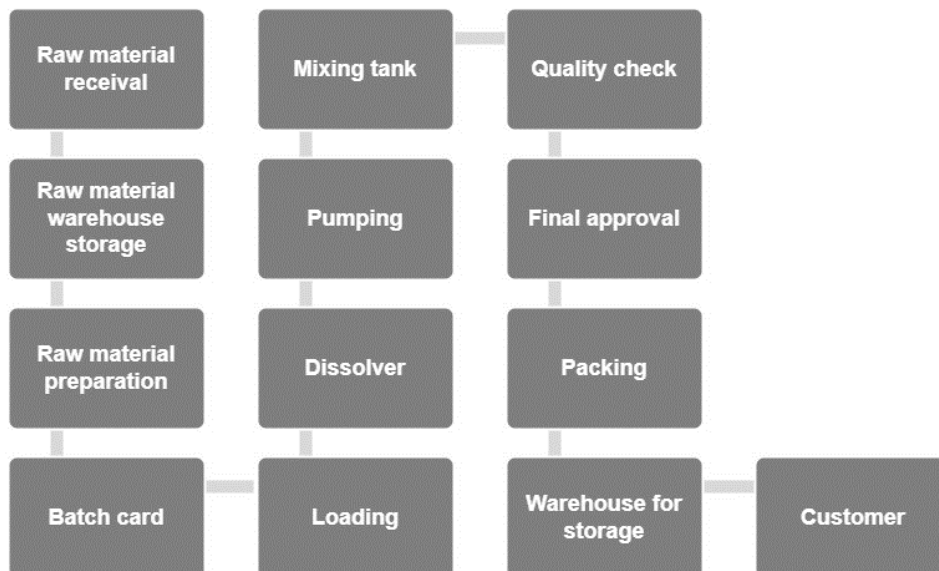 Raw material
receival
Raw material
warehouse
storage
Raw material
preparation
Batch card
Loading
Dissolver
Pumping
Mixing tank
Quality check
Final approval
Packing
Warehouse for
storage
Customer